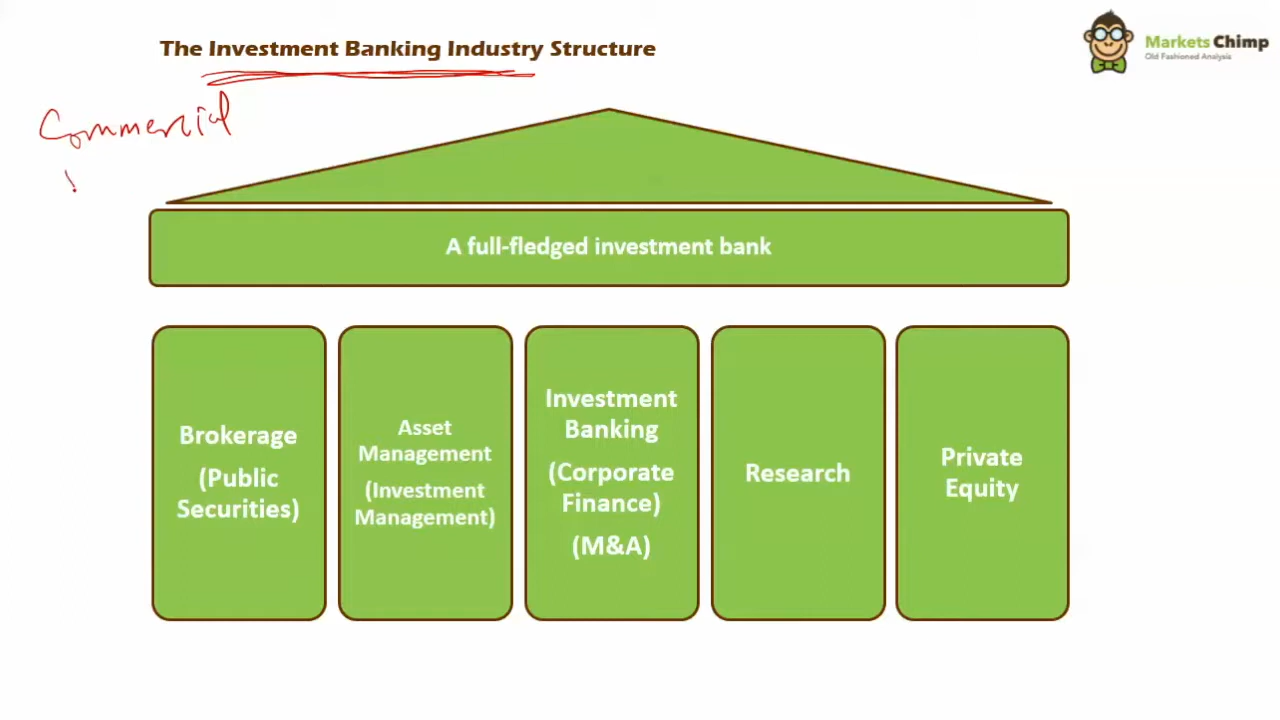 The Investment Banking Industry Structure
Markets Chimp
Old Fashioned Analysis
Commercial
A full-fledged investment bank
Brokerage
(Public
Securities)
Asset
Management
(Investment
Management)
Investment
Banking
(Corporate
Finance)
(M&A)
Research
Private
Equity